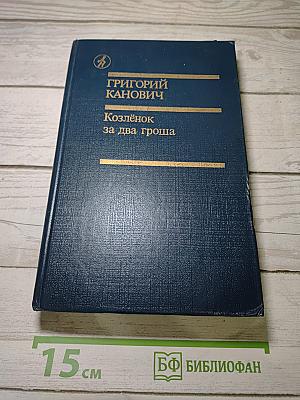 ГРИГОРИЙ
КАНОВИЧ
Козлёнок
за два гроша
15 см
БФ БИБЛИОФАН